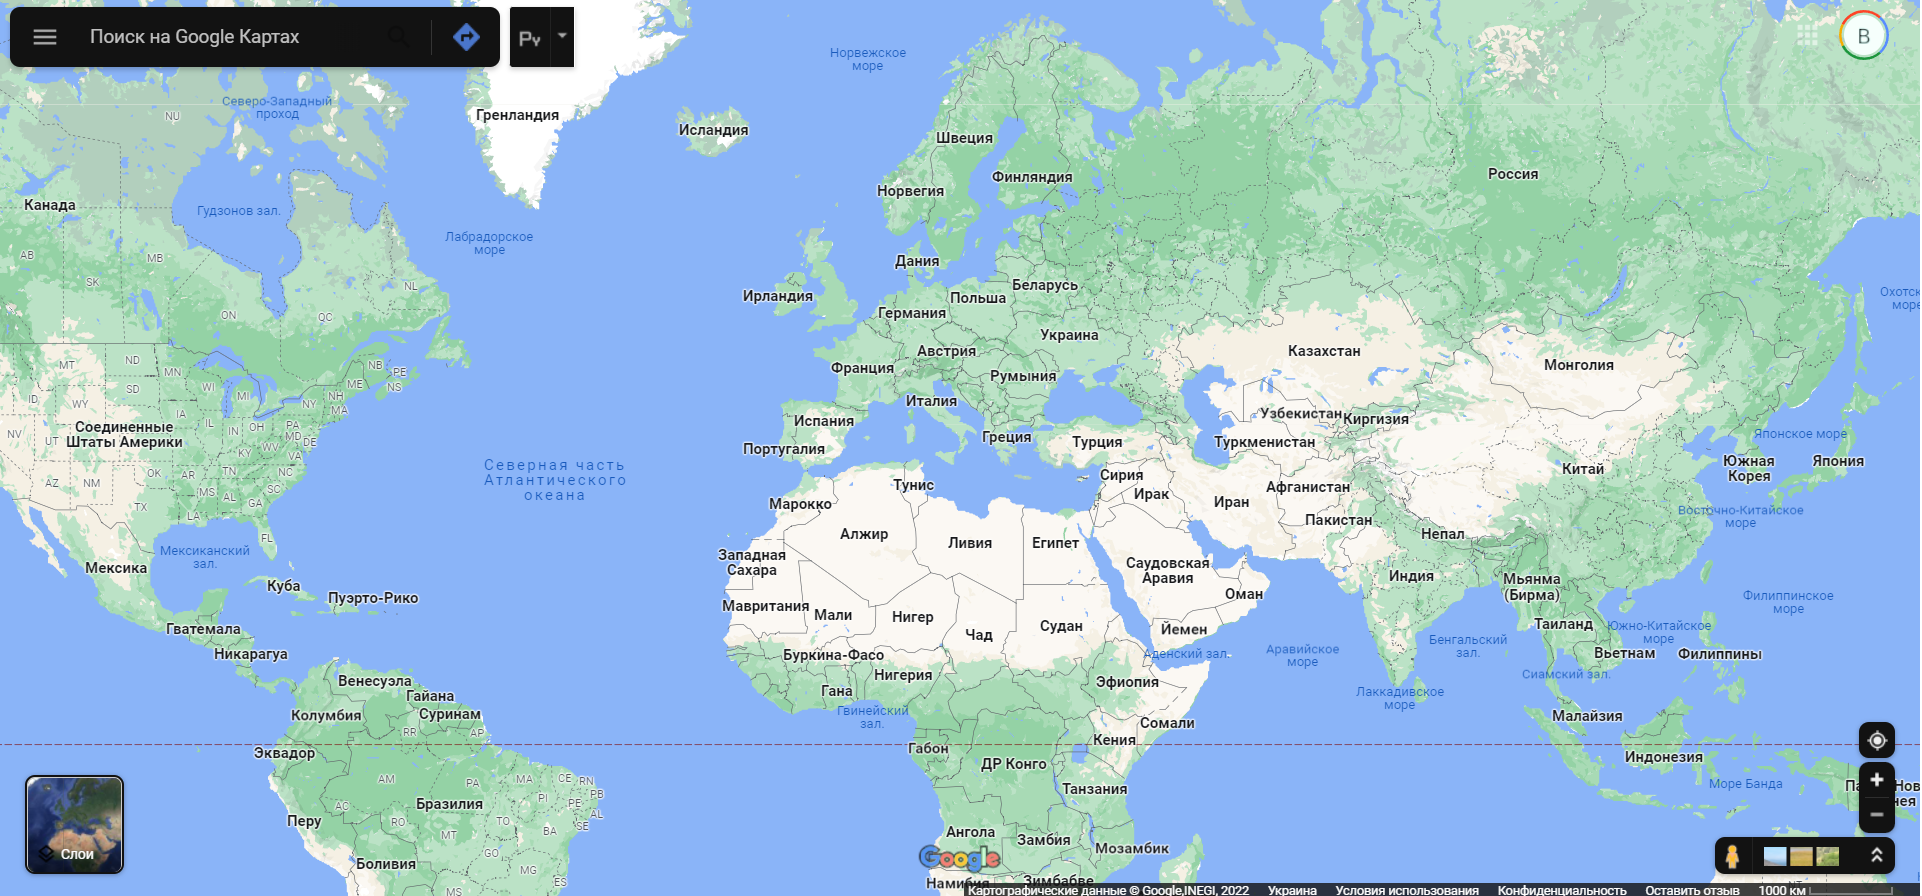 Поиск на Google Картах
Ру
В
Норвежское
море
Северо-Западный
проход
NU
Гренландия
Исландия
Швеция
Финляндия
Россия
Норвегия
Канада
Гудзонов зал.
Лабрадорское
море
AB
MB
SK
NL
Дания
Ирландия
Беларусь
Польша
Германия
ON
QC
Охотск
море
Украина
Австрия
Казахстан
Франция
Румыния
Монголия
MT
ND
MN
NB
PE
NS
ME
SD
WI
MI
NH
NY
MA
ID
WY
IA
Италия
Испания
Узбекистан
Киргизия
Соединенные
Штаты Америки
NV
UT
IL
IN
OH
PA
MD
DE
KY
WV
VA
Португалия
Греция
Турция
Туркменистан
Японское море
Южная
Корея
Япония
Китай
Северная часть
Атлантического
океана
OK
AR
TN
NC
AZ
NM
MS
AL
SC
GA
TX
LA
FL
Тунис
Сирия
Ирак
Иран
Афганистан
Марокко
Пакистан
Восточно-Китайское
море
Алжир
Ливия
Египет
Непал
Мексиканский
зал.
Западная
Сахара
Саудовская
Аравия
Мексика
Индия
Мьянма
(Бирма)
Куба
Пуэрто-Рико
Оман
Филиппинское
море
Мавритания
Мали
Нигер
Чад
Судан
Йемен
Таиланд
Южно-Китайское
море
Гватемала
Никарагуа
Буркина-Фасо
Аденский зал.
Аравийское
море
Бенгальский
зал.
Вьетнам
Филиппины
Венесуэла
Гайана
Нигерия
Гана
Эфиопия
Сиамский зал.
Лаккадивское
море
Колумбия
Суринам
Гвинейский
зал.
Сомали
Малайзия
RR
AP
Кения
Габон
Эквадор
ДР Конго
Индонезия
Море Банда
AM
PA
MA
CE
RN
PB
PI
PE
AL
SE
Танзания
Бразилия
AC
RO
TO
BA
MT
Перу
GO
MG
ES
MS
Ангола
Замбия
Мозамбик
Боливия
Слои
Google
Намибия
Зимбабве
Картографические данные © Google,INEGI, 2022
Украина
Условия использования
Конфиденциальность
Оставить отзыв
1000 км